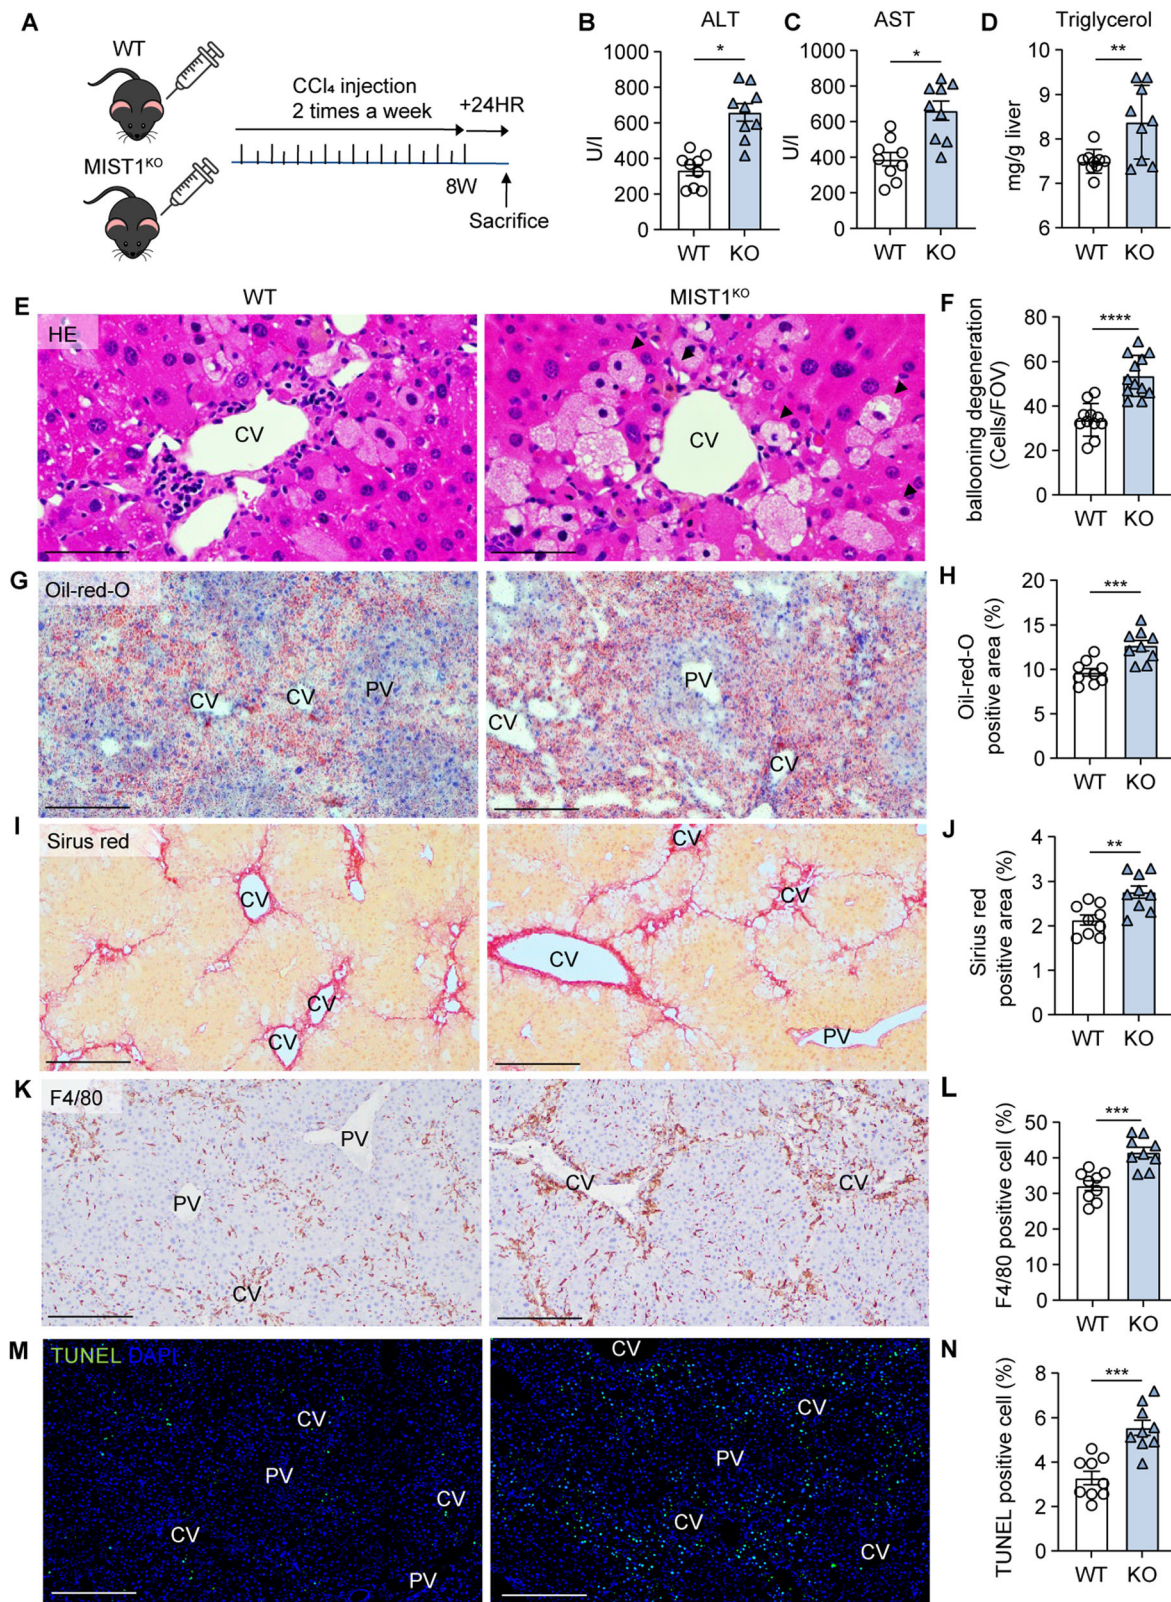 A
WT
MIST1KO
CCl₄ injection
2 times a week
+24HR
8W
Sacrifice
B
ALT
*
1000
800
600
400
200
0
U/l
WT KO
C
AST
*
1000
800
600
400
200
0
U/l
WT KO
D
Triglycerol
**
10
9
8
7
6
mg/g liver
WT KO
WT
MIST1KO
E
HE
CV
CV
F
****
80
60
40
20
0
ballooning degeneration
(Cells/FOV)
WT KO
G
Oil-red-O
CV
CV
PV
PV
CV
CV
H
***
20
15
10
5
0
Oil-red-O
positive area (%)
WT KO
I
Sirus red
CV
CV
CV
CV
CV
CV
PV
J
**
4
3
2
1
0
Sirius red
positive area (%)
WT KO
K
F4/80
PV
PV
CV
CV
CV
L
***
50
40
30
20
10
0
F4/80 positive cell (%)
WT KO
M
TUNEL DAPI
CV
PV
CV
CV
PV
CV
CV
PV
CV
CV
N
***
8
6
4
2
0
TUNEL positive cell (%)
WT KO